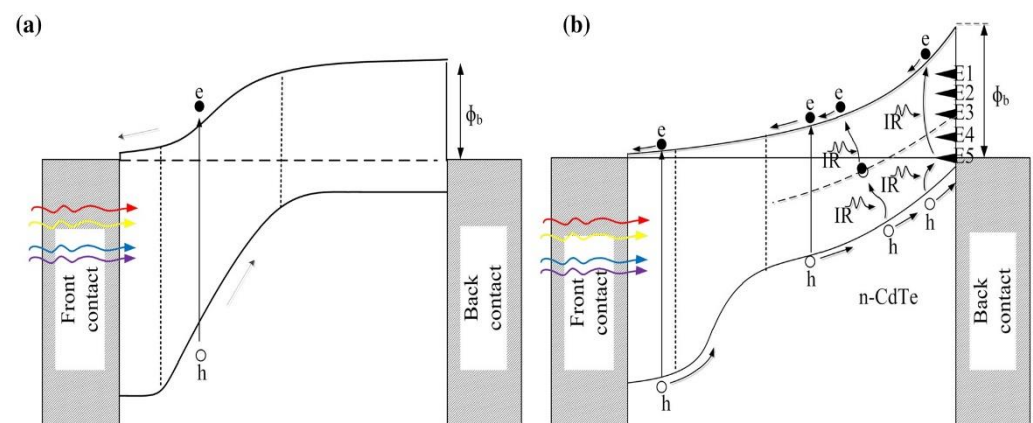 (a)
e
ϕb
Front
contact
Back
contact
h
(b)
e
E1
E2
E3
E4
E5
ϕb
e
e
e
IR
IR
IR
IR
h
h
h
h
n-CdTe
Front
contact
Back
contact